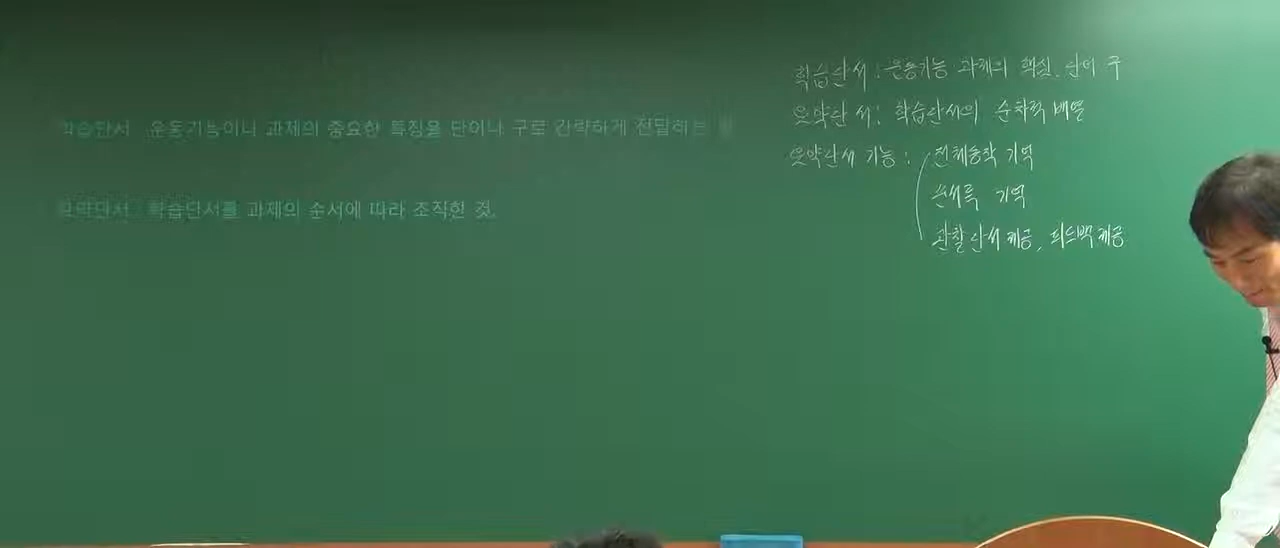 학습단서 운동기능이나 과제의 중요한 특징을 단어나 구로 간략하게 전달하는
요약단서 학습단서를 과제의 순서에 따라 조직한 것.
학습단서 : 운동기능 과제의 핵심. 단어 구
요약단서 : 학습단서의 순차적 배열
요약단서 기능 : 전체동작 기억
순서를 기억
관찰단서 제공, 피드백 제공